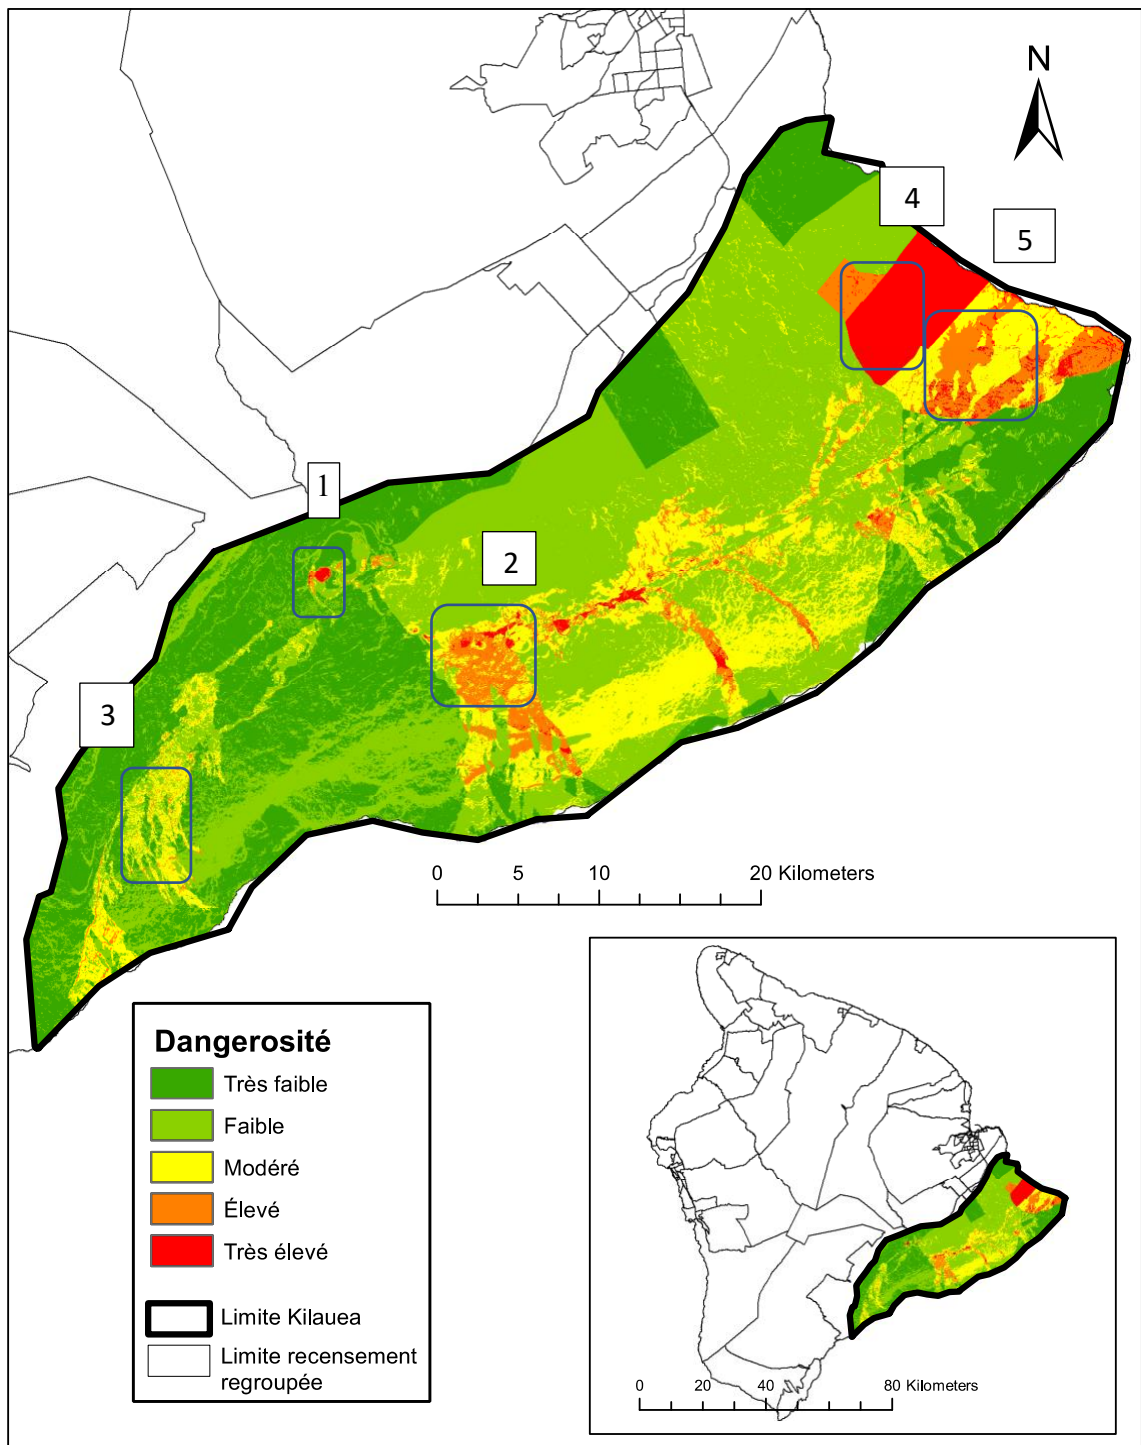 N
4
5
1
2
3
0 5 10 20 Kilometers
Dangerosité
Très faible
Faible
Modéré
Élevé
Très élevé
Limite Kilauea
Limite recensement
regroupée
0 20 40 80 Kilometers